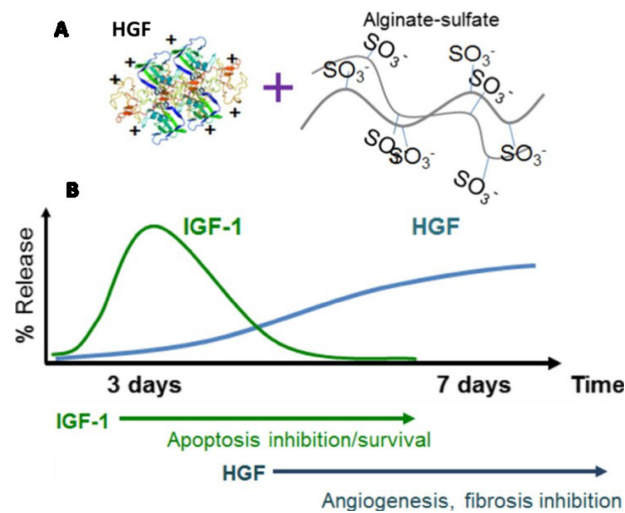 A
HGF
Alginate-sulfate
+
+
+
+
+
+
+
+
+
SO₃⁻
SO₃⁻
SO₃⁻
SO₃⁻
SO₃⁻
SO₃⁻
SO₃⁻
B
IGF-1
HGF
% Release
3 days
7 days
Time
IGF-1
Apoptosis inhibition/survival
HGF
Angiogenesis, fibrosis inhibition